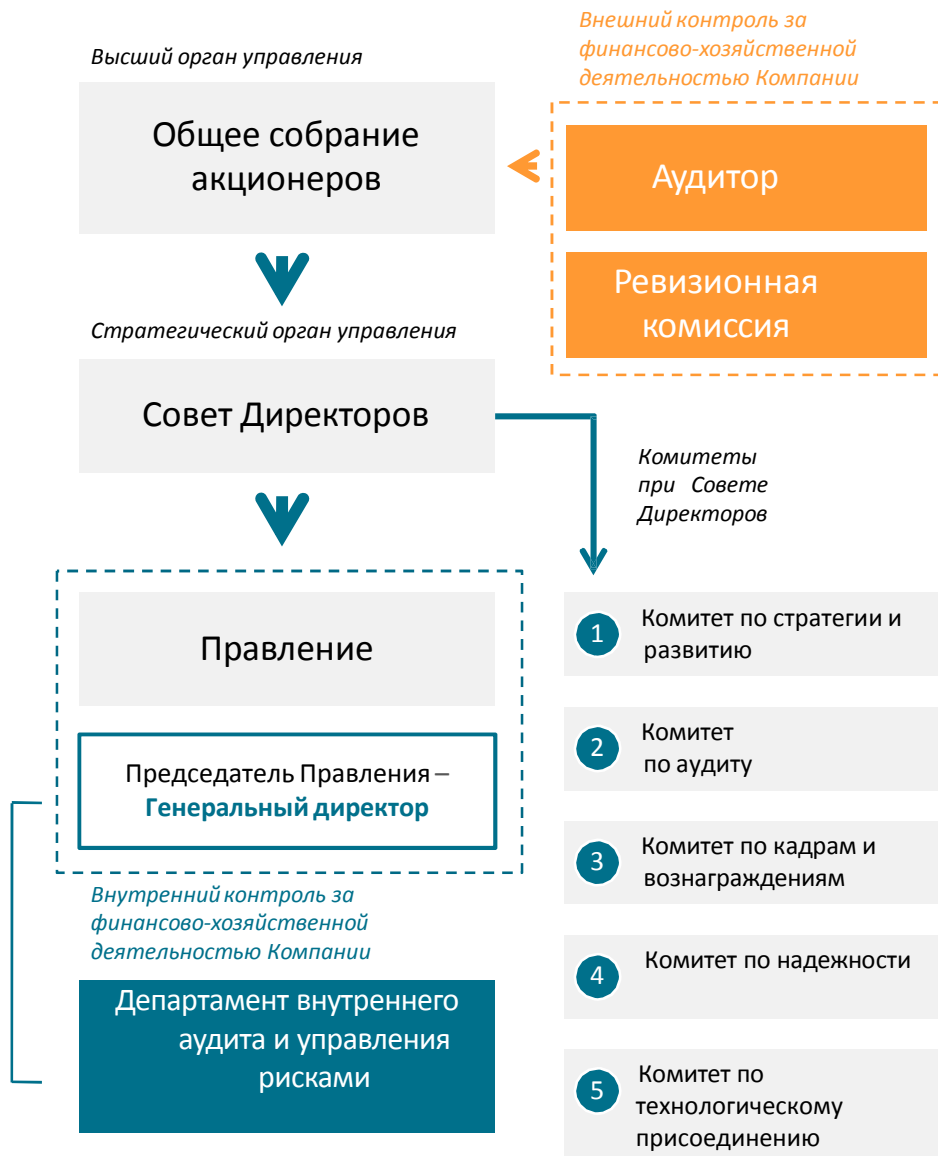 Высший орган управления
Общее собрание
акционеров
Внешний контроль за
финансово-хозяйственной
деятельностью Компании
Аудитор
Ревизионная
комиссия
Стратегический орган управления
Совет Директоров
Комитеты
при Совете
Директоров
Правление
Председатель Правления –
Генеральный директор
Внутренний контроль за
финансово-хозяйственной
деятельностью Компании
Департамент внутреннего
аудита и управления
рисками
1
Комитет по стратегии и
развитию
2
Комитет
по аудиту
3
Комитет по кадрам и
вознаграждениям
4
Комитет по надежности
5
Комитет по
технологическому
присоединению